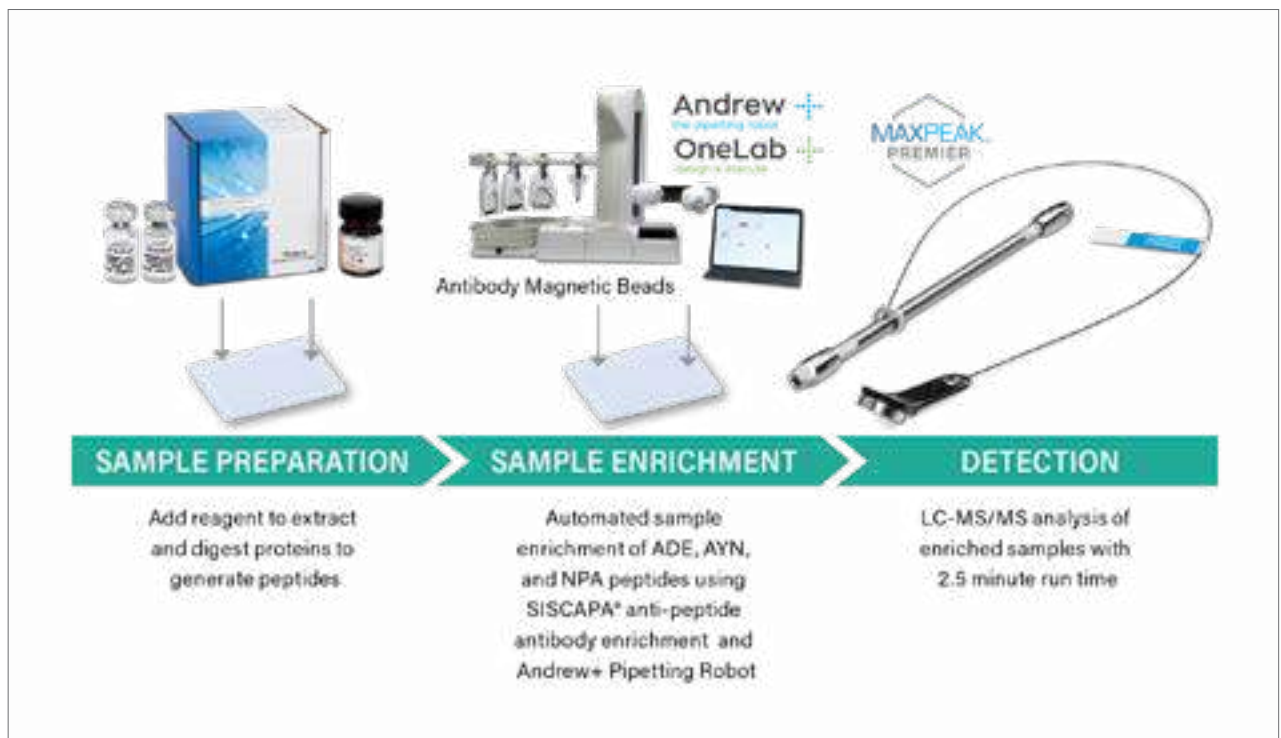 Andrew
the pipetting robot
OneLab
design & execute
MAXPEAK
PREMIER
Antibody Magnetic Beads
SAMPLE PREPARATION
SAMPLE ENRICHMENT
DETECTION
Add reagent to extract
and digest proteins to
generate peptides
Automated sample
enrichment of ADE, AYN,
and NPA peptides using
SISCAPA® anti-peptide
antibody enrichment and
Andrew+ Pipetting Robot
LC-MS/MS analysis of
enriched samples with
2.5 minute run time